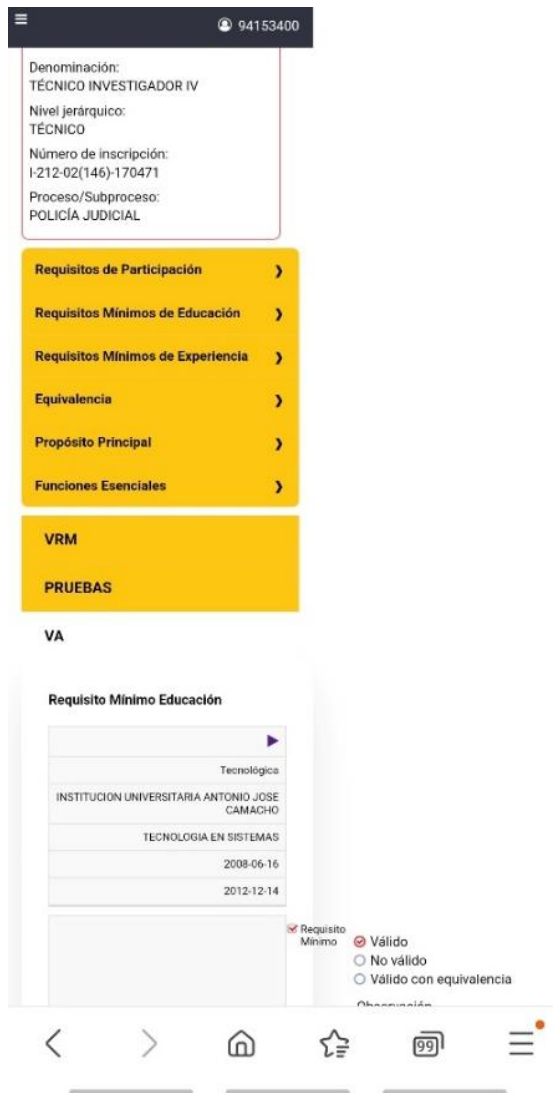 94153400
Denominación:
TÉCNICO INVESTIGADOR IV
Nivel jerárquico:
TÉCNICO
Número de inscripción:
I-212-02(146)-170471
Proceso/Subproceso:
POLICÍA JUDICIAL
Requisitos de Participación
Requisitos Mínimos de Educación
Requisitos Mínimos de Experiencia
Equivalencia
Propósito Principal
Funciones Esenciales
VRM
PRUEBAS
VA
Requisito Mínimo Educación
Tecnológica
INSTITUCION UNIVERSITARIA ANTONIO JOSE
CAMACHO
TECNOLOGIA EN SISTEMAS
2008-06-16
2012-12-14
Requisito
Mínimo
Válido
No válido
Válido con equivalencia
Observación
99